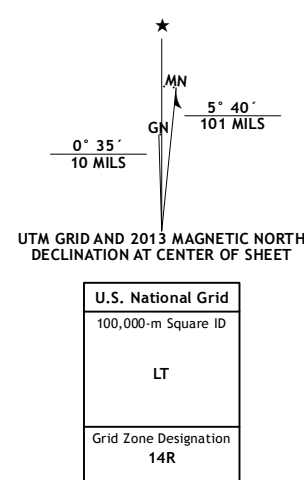 ★
MN
5° 40´
101 MILS
GN
0° 35´
10 MILS
UTM GRID AND 2013 MAGNETIC NORTH
DECLINATION AT CENTER OF SHEET
U.S. National Grid
100,000-m Square ID
LT
Grid Zone Designation
14R